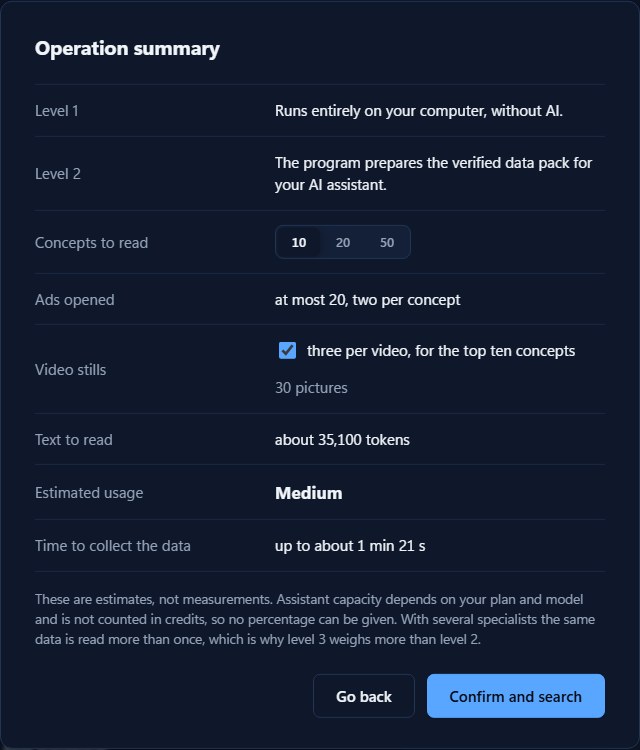 Operation summary
Level 1
Runs entirely on your computer, without AI.
Level 2
The program prepares the verified data pack for
your AI assistant.
Concepts to read
10 20 50
Ads opened
at most 20, two per concept
Video stills
three per video, for the top ten concepts
30 pictures
Text to read
about 35,100 tokens
Estimated usage
Medium
Time to collect the data
up to about 1 min 21 s
These are estimates, not measurements. Assistant capacity depends on your plan and model
and is not counted in credits, so no percentage can be given. With several specialists the same
data is read more than once, which is why level 3 weighs more than level 2.
Go back
Confirm and search